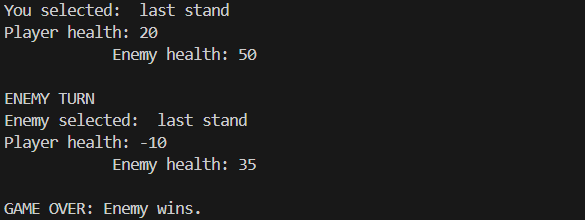 You selected:  last stand
Player health: 20
            Enemy health: 50

ENEMY TURN
Enemy selected:  last stand
Player health: -10
            Enemy health: 35

GAME OVER: Enemy wins.